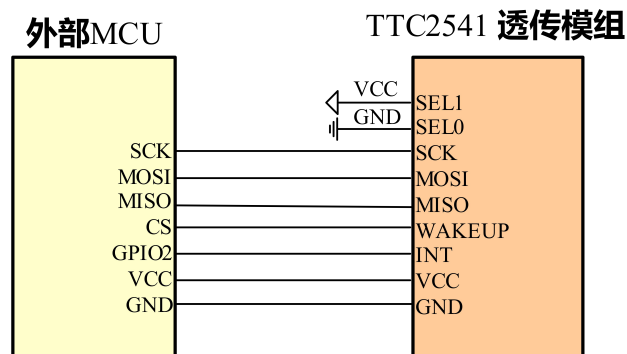 外部MCU
TTC2541 透传模组
VCC
SEL1
GND
SEL0
SCK
SCK
MOSI
MOSI
MISO
MISO
CS
WAKEUP
GPIO2
INT
VCC
VCC
GND
GND